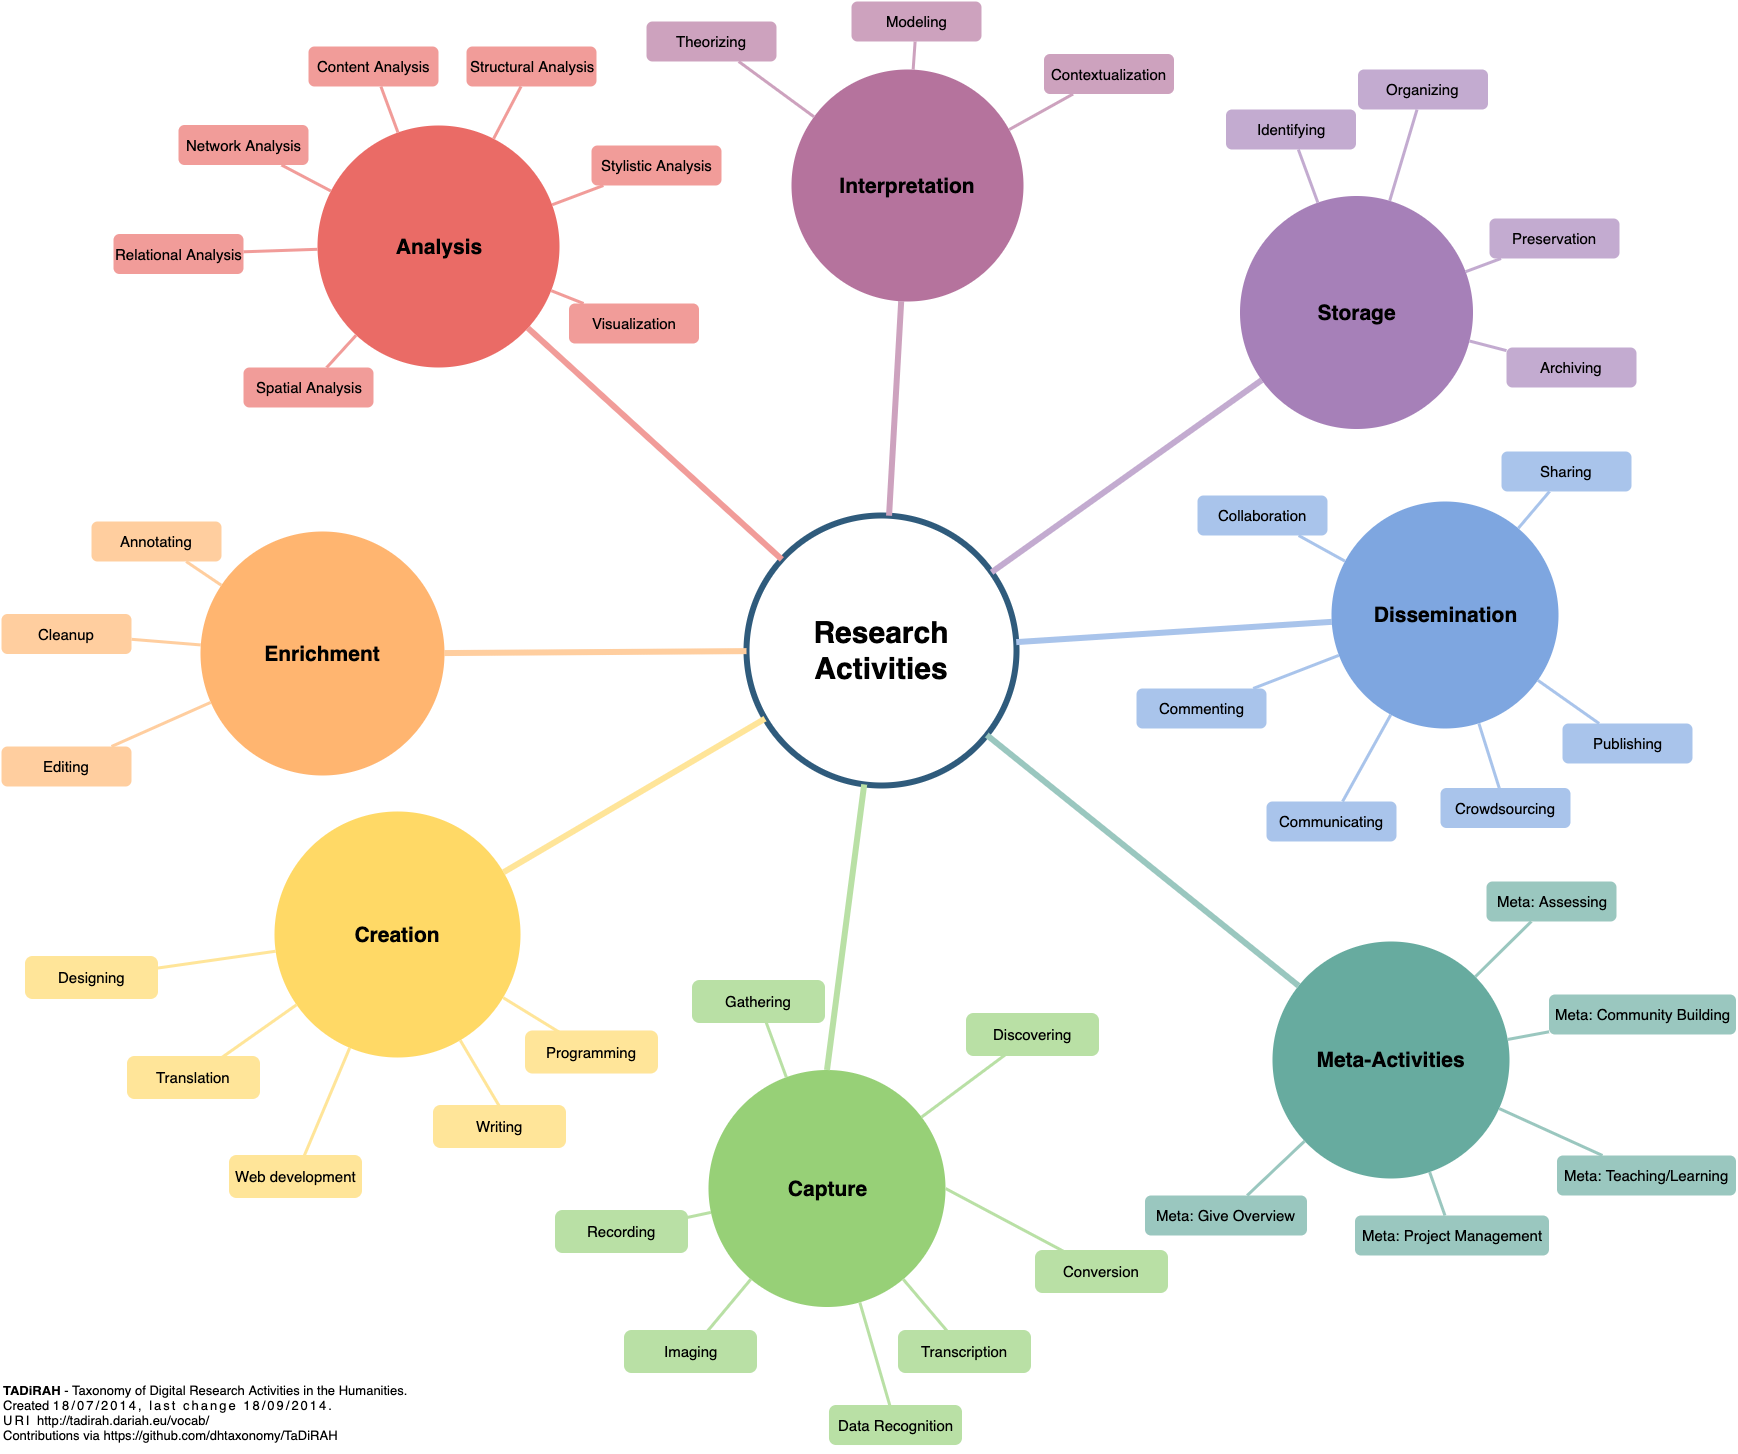 Modeling
Theorizing
Contextualization
Interpretation
Content Analysis
Structural Analysis
Network Analysis
Stylistic Analysis
Relational Analysis
Analysis
Visualization
Spatial Analysis
Organizing
Identifying
Preservation
Storage
Archiving
Sharing
Collaboration
Dissemination
Commenting
Publishing
Crowdsourcing
Communicating
Research
Activities
Annotating
Cleanup
Enrichment
Editing
Creation
Designing
Programming
Translation
Writing
Web development
Gathering
Discovering
Capture
Recording
Conversion
Imaging
Transcription
Data Recognition
Meta: Assessing
Meta: Community Building
Meta-Activities
Meta: Teaching/Learning
Meta: Give Overview
Meta: Project Management
TADiRAH - Taxonomy of Digital Research Activities in the Humanities.
Created 18/07/2014, last change 18/09/2014.
URI http://tadirah.dariah.eu/vocab/
Contributions via https://github.com/dhtaxonomy/TaDiRAH